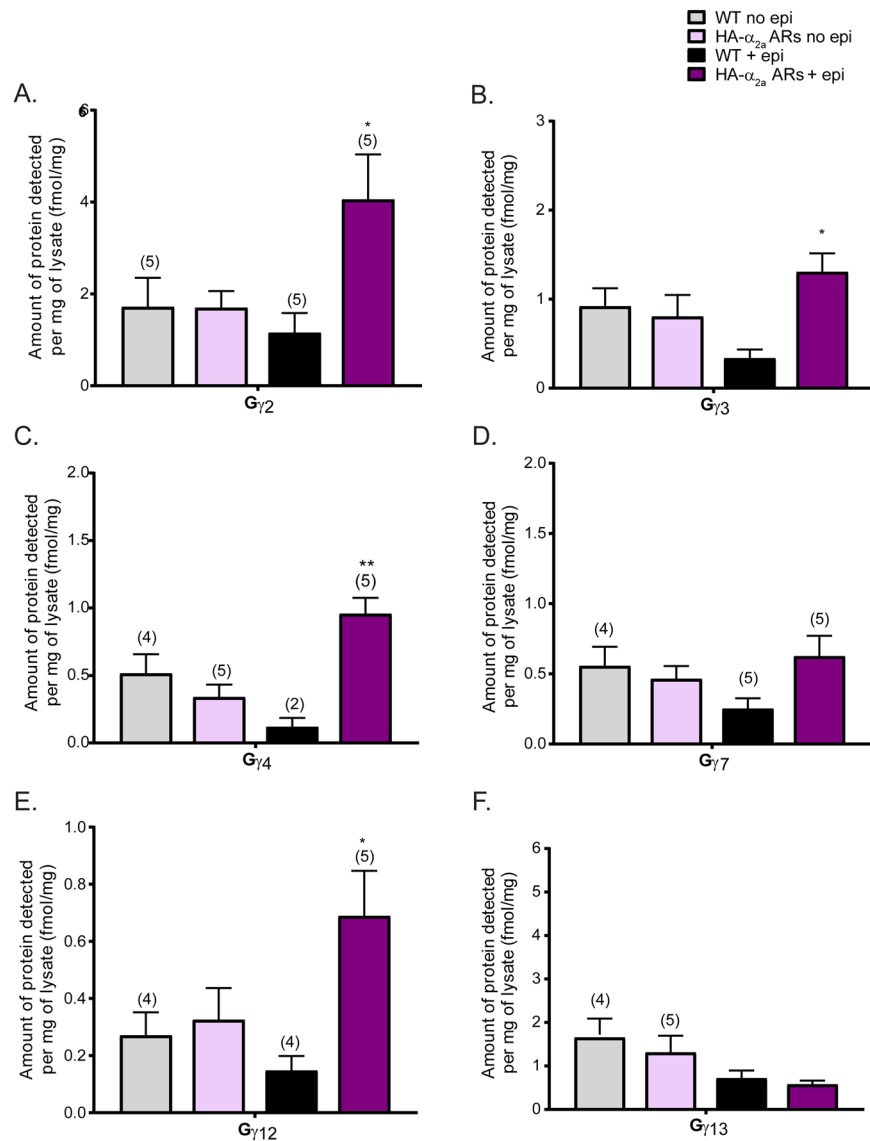 WT no epi
HA-α2a ARs no epi
WT + epi
HA-α2a ARs + epi
A.
Amount of protein detected
per mg of lysate (fmol/mg)
6
6
4
2
0
(5)
(5)
*
(5)
Gγ2
B.
Amount of protein detected
per mg of lysate (fmol/mg)
3
2
1
0
*
Gγ3
C.
Amount of protein detected
per mg of lysate (fmol/mg)
2.0
1.5
1.0
0.5
0.0
(4)
(5)
(2)
**
(5)
Gγ4
D.
Amount of protein detected
per mg of lysate (fmol/mg)
2.0
1.5
1.0
0.5
0.0
(4)
(5)
(5)
Gγ7
E.
Amount of protein detected
per mg of lysate (fmol/mg)
1.0
0.8
0.6
0.4
0.2
0.0
(4)
(4)
*
(5)
Gγ12
F.
Amount of protein detected
per mg of lysate (fmol/mg)
6
5
4
3
2
1
0
(4)
(5)
Gγ13